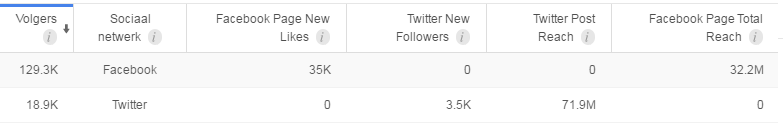 Volgers Sociaal netwerk Facebook Page New Likes Twitter New Followers Twitter Post Reach Facebook Page Total Reach
129.3K Facebook 35K 0 0 32.2M
18.9K Twitter 0 3.5K 71.9M 0